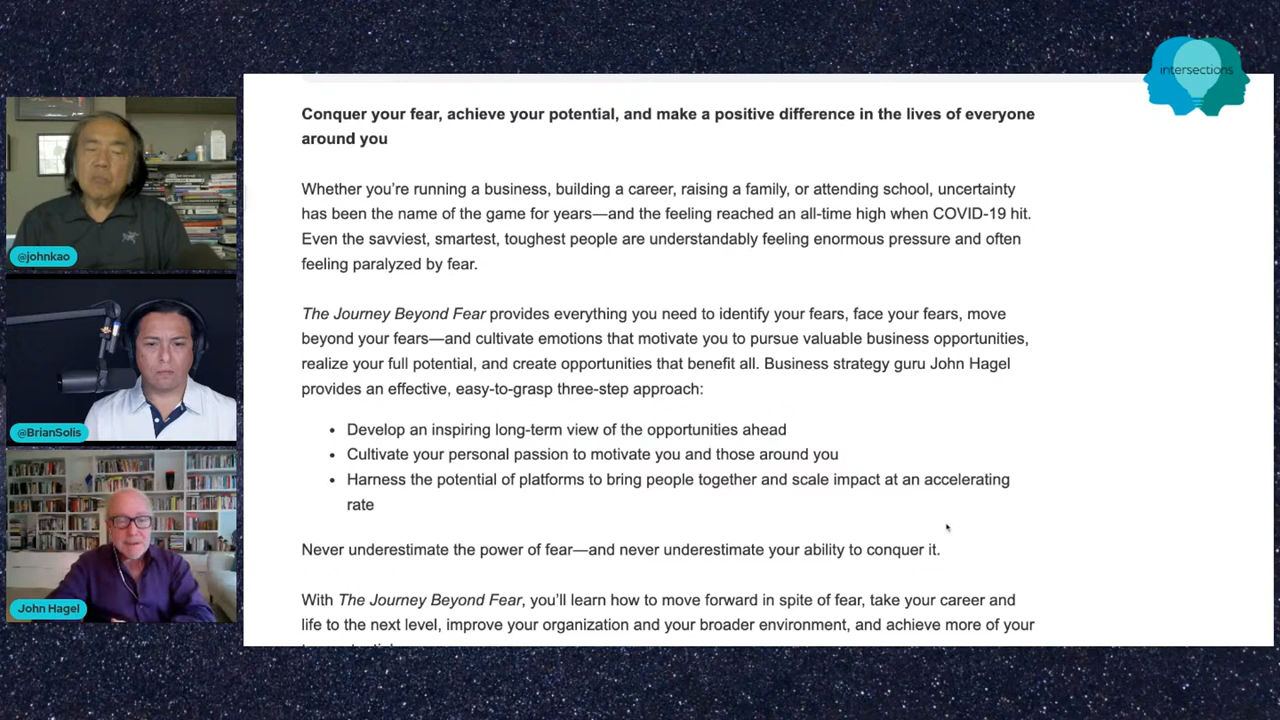 intersections
Conquer your fear, achieve your potential, and make a positive difference in the lives of everyone
around you
Whether you're running a business, building a career, raising a family, or attending school, uncertainty
has been the name of the game for years—and the feeling reached an all-time high when COVID-19 hit.
Even the savviest, smartest, toughest people are understandably feeling enormous pressure and often
feeling paralyzed by fear.
The Journey Beyond Fear provides everything you need to identify your fears, face your fears, move
beyond your fears—and cultivate emotions that motivate you to pursue valuable business opportunities,
realize your full potential, and create opportunities that benefit all. Business strategy guru John Hagel
provides an effective, easy-to-grasp three-step approach:
• Develop an inspiring long-term view of the opportunities ahead
• Cultivate your personal passion to motivate you and those around you
• Harness the potential of platforms to bring people together and scale impact at an accelerating
rate
Never underestimate the power of fear—and never underestimate your ability to conquer it.
With The Journey Beyond Fear, you'll learn how to move forward in spite of fear, take your career and
life to the next level, improve your organization and your broader environment, and achieve more of your
@johnkao
@BrianSolis
John Hagel